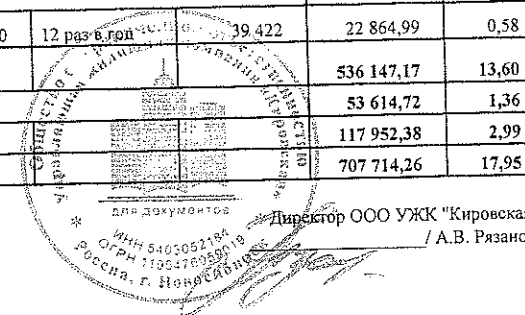 0 12 раз в год 39 422 22 864,99 0,58
536 147,17 13,60
53 614,72 1,36
117 952,38 2,99
707 714,26 17,95
для документов
ИНН 5403052184
Россия, г. Новосибирск
Директор ООО УЖК "Кировская
/ А.В. Рязано